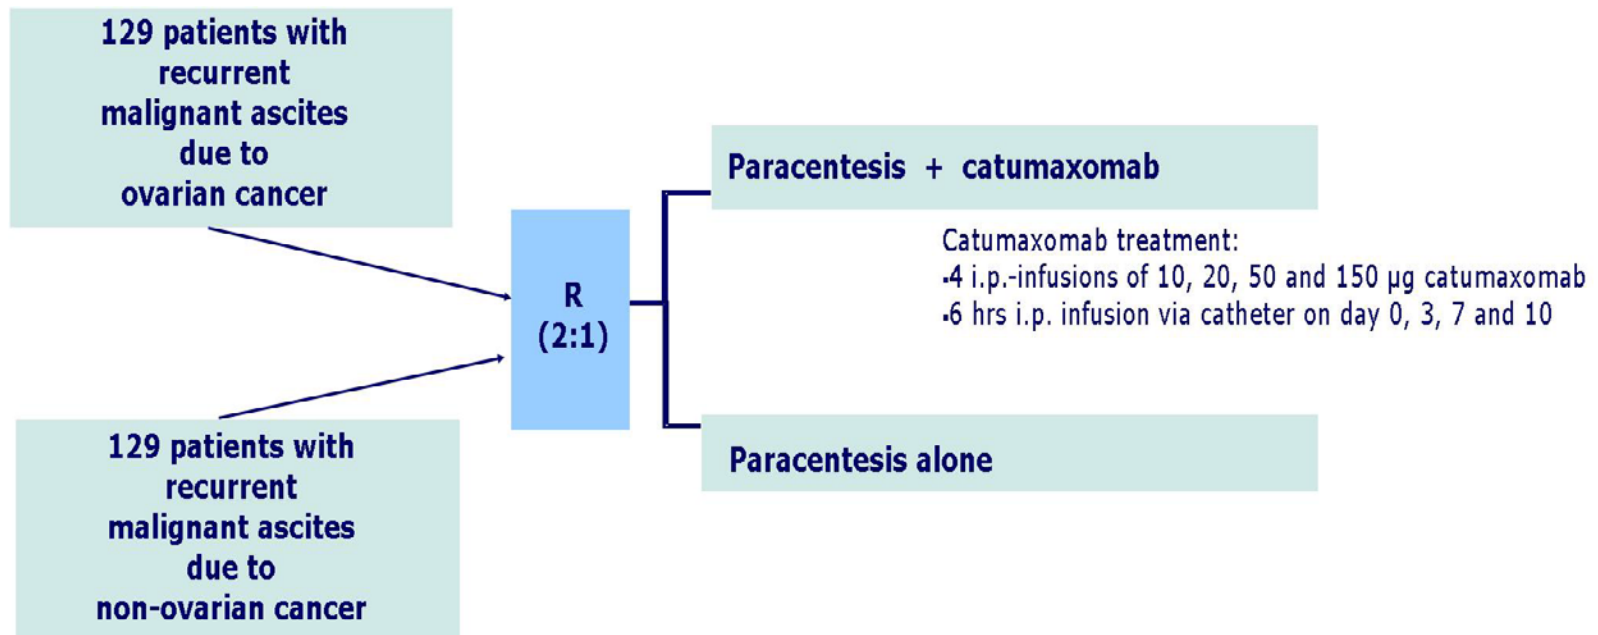 129 patients with
recurrent
malignant ascites
due to
ovarian cancer
129 patients with
recurrent
malignant ascites
due to
non-ovarian cancer
R
(2:1)
Paracentesis + catumaxomab
Catumaxomab treatment:
▪4 i.p.-infusions of 10, 20, 50 and 150 µg catumaxomab
▪6 hrs i.p. infusion via catheter on day 0, 3, 7 and 10
Paracentesis alone